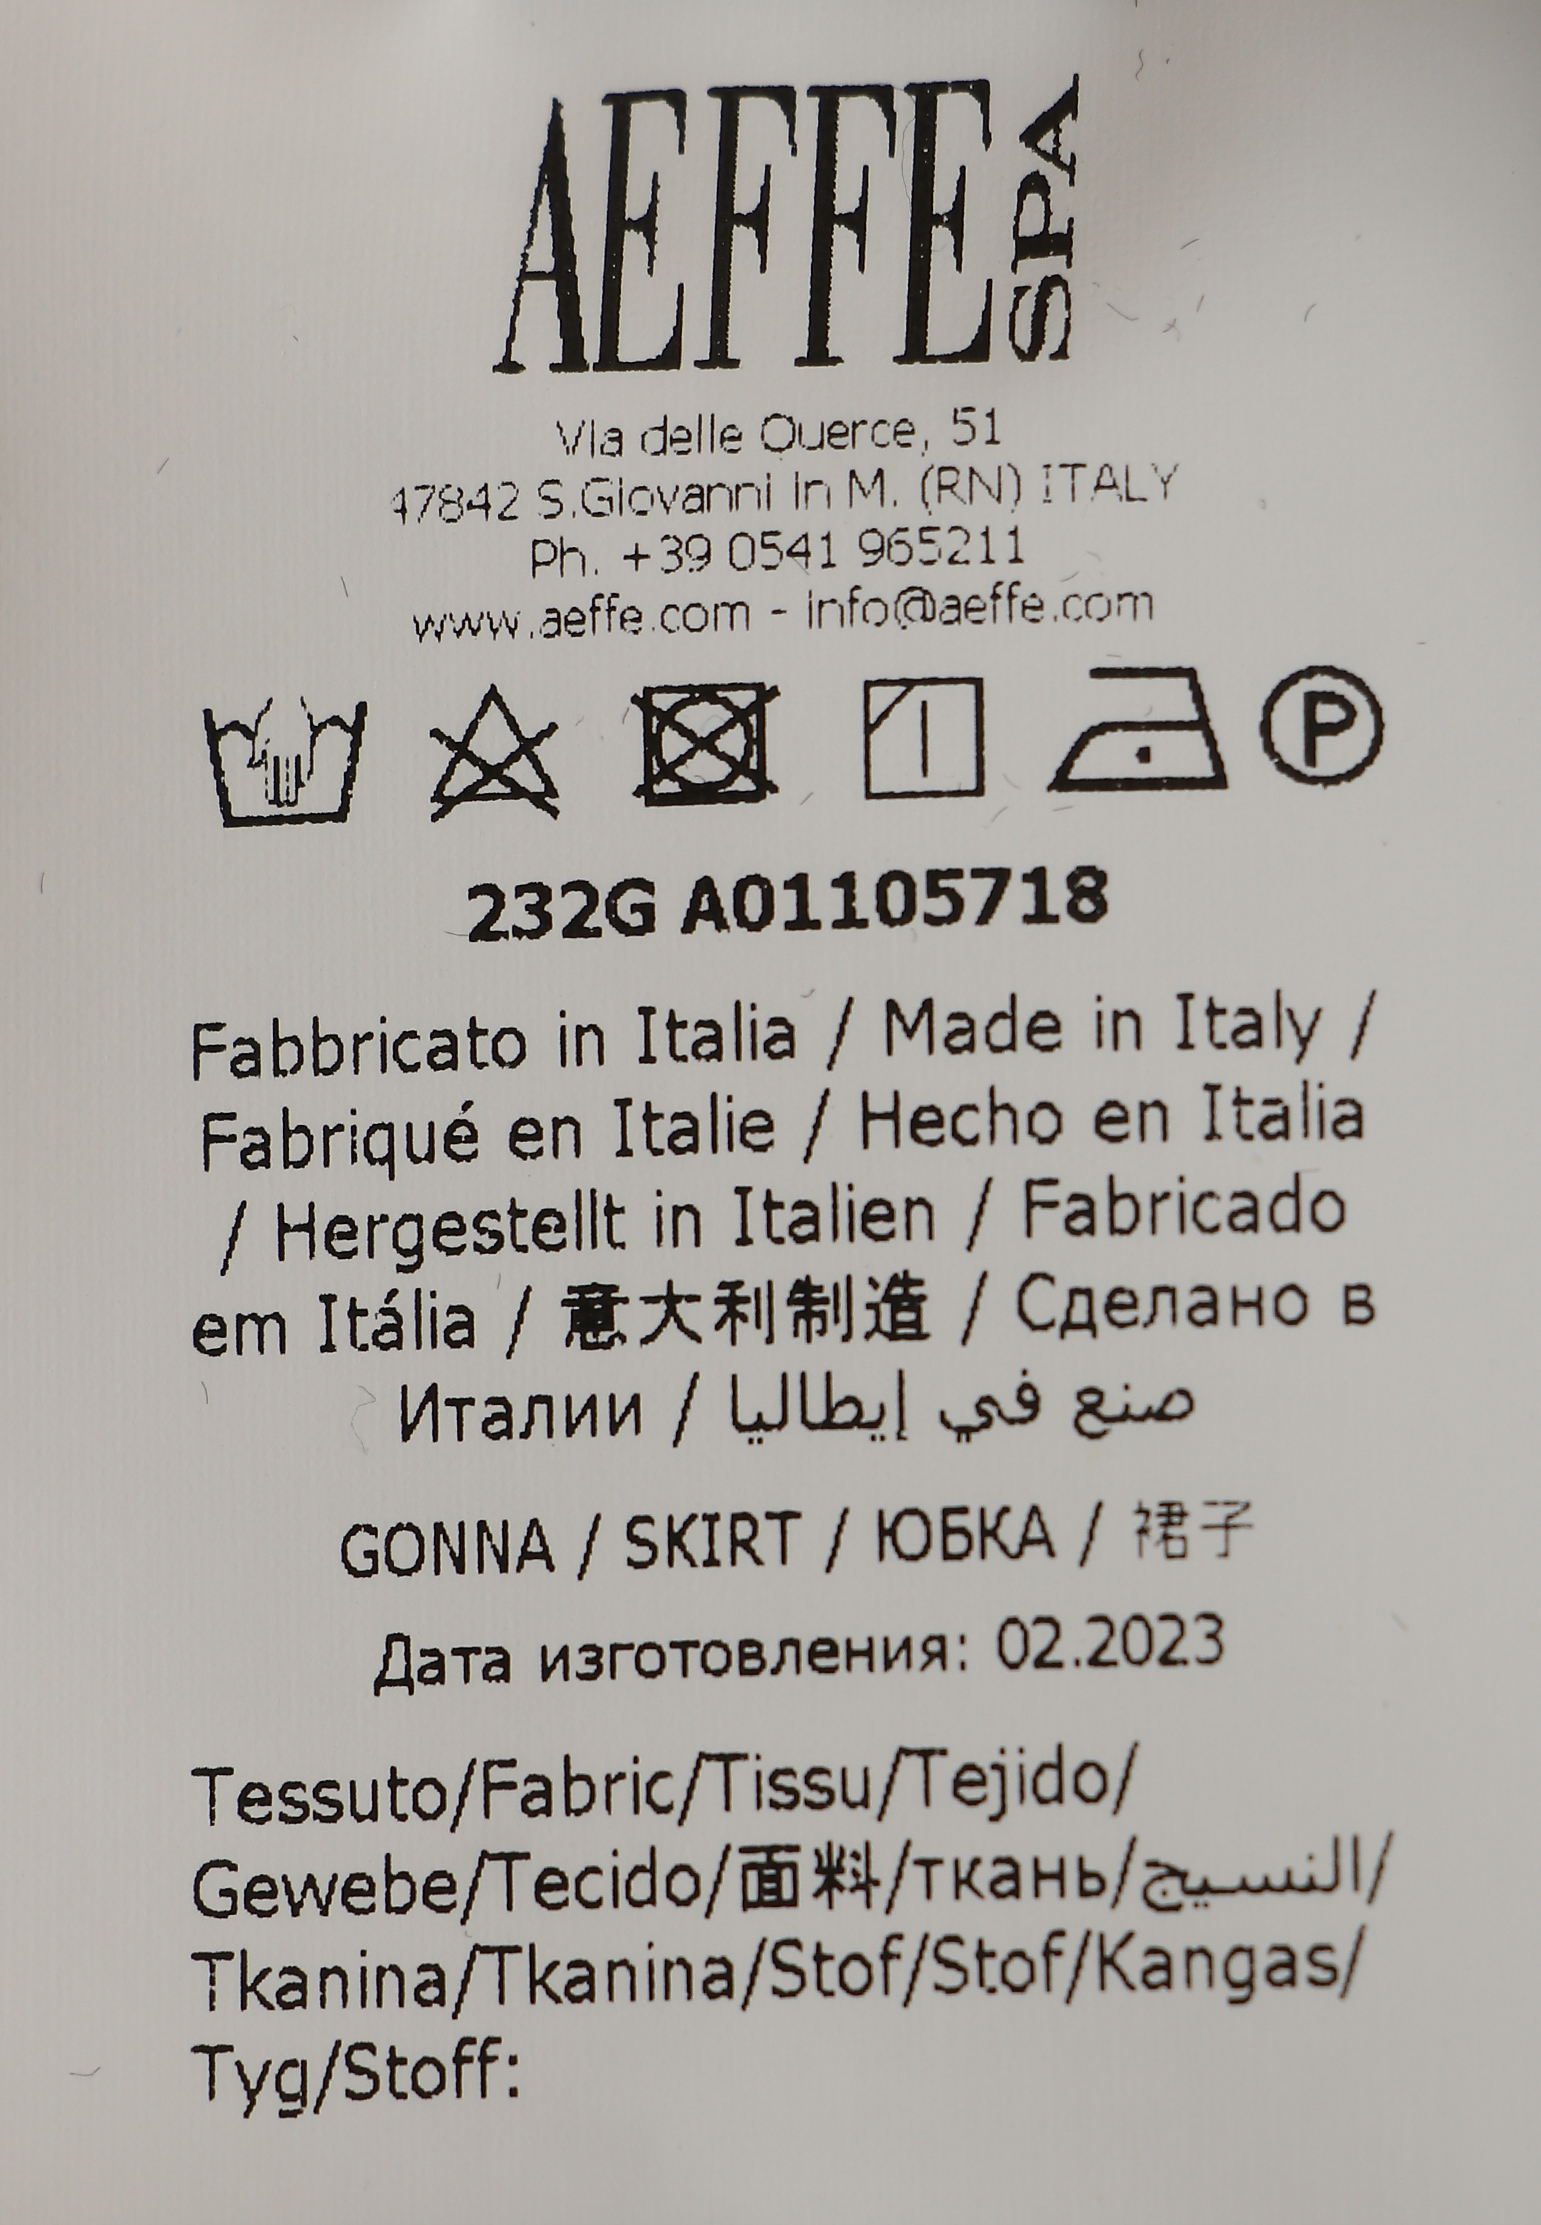 AEFFE SPA
Via delle Querce, 51
47842 S.Giovanni in M. (RN) ITALY
Ph. +39 0541 965211
www.aeffe.com - info@aeffe.com
P
232G A01105718
Fabbricato in Italia / Made in Italy /
Fabriqué en Italie / Hecho en Italia
/ Hergestellt in Italien / Fabricado
em Itália / 意大利制造 / Сделано в
Италии / صنع في إيطاليا
GONNA / SKIRT / ЮБКА / 裙子
Дата изготовления: 02.2023
Tessuto/Fabric/Tissu/Tejido/
Gewebe/Tecido/面料/ткань/النسيج/
Tkanina/Tkanina/Stof/Stof/Kangas/
Tyg/Stoff: